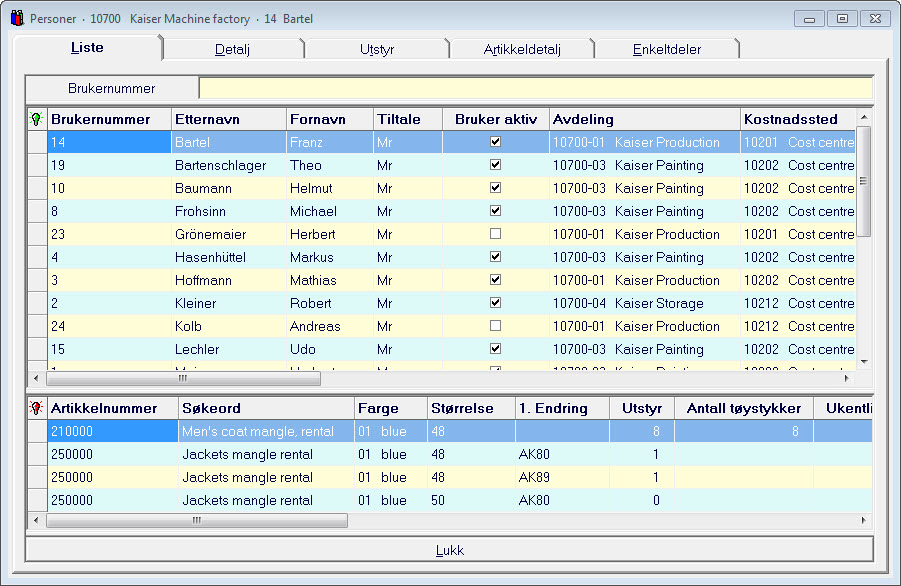 Personer · 10700 Kaiser Machine factory · 14 Bartel
Liste Detalj Utstyr Artikkeldetalj Enkeltdeler
Brukernummer
Brukernummer Etternavn Fornavn Tiltale Bruker aktiv Avdeling Kostnadssted
14 Bartel Franz Mr 10700-01 Kaiser Production 10201 Cost centre
19 Bartenschlager Theo Mr 10700-03 Kaiser Painting 10202 Cost centre
10 Baumann Helmut Mr 10700-03 Kaiser Painting 10202 Cost centre
8 Frohsinn Michael Mr 10700-03 Kaiser Painting 10202 Cost centre
23 Grönemaier Herbert Mr 10700-01 Kaiser Production 10201 Cost centre
4 Hasenhüttel Markus Mr 10700-03 Kaiser Painting 10202 Cost centre
3 Hoffmann Mathias Mr 10700-01 Kaiser Production 10202 Cost centre
2 Kleiner Robert Mr 10700-04 Kaiser Storage 10212 Cost centre
24 Kolb Andreas Mr 10700-01 Kaiser Production 10212 Cost centre
15 Lechler Udo Mr 10700-03 Kaiser Painting 10202 Cost centre
Artikkelnummer Søkeord Farge Størrelse 1. Endring Utstyr Antall tøystykker Ukentli
210000 Men's coat mangle, rental 01 blue 48 8 8
250000 Jackets mangle rental 01 blue 48 AK80 1
250000 Jackets mangle rental 01 blue 48 AK89 1
250000 Jackets mangle rental 01 blue 50 AK80 0
Lukk